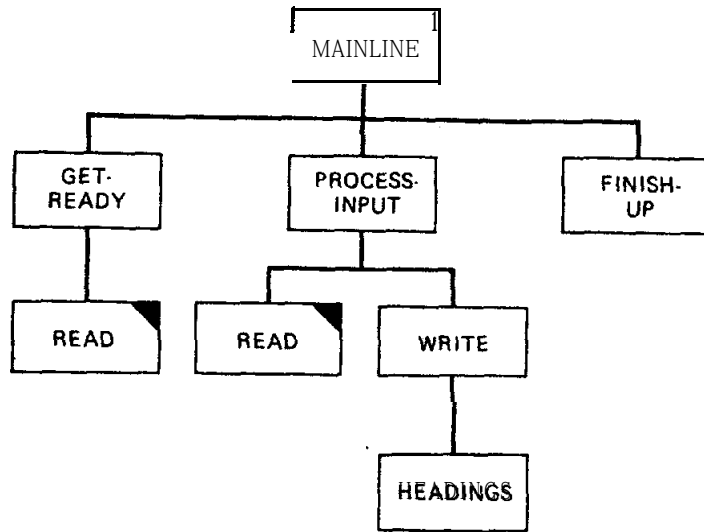 1
MAINLINE
GET-
READY
PROCESS-
INPUT
FINISH-
UP
READ
READ
WRITE
HEADINGS